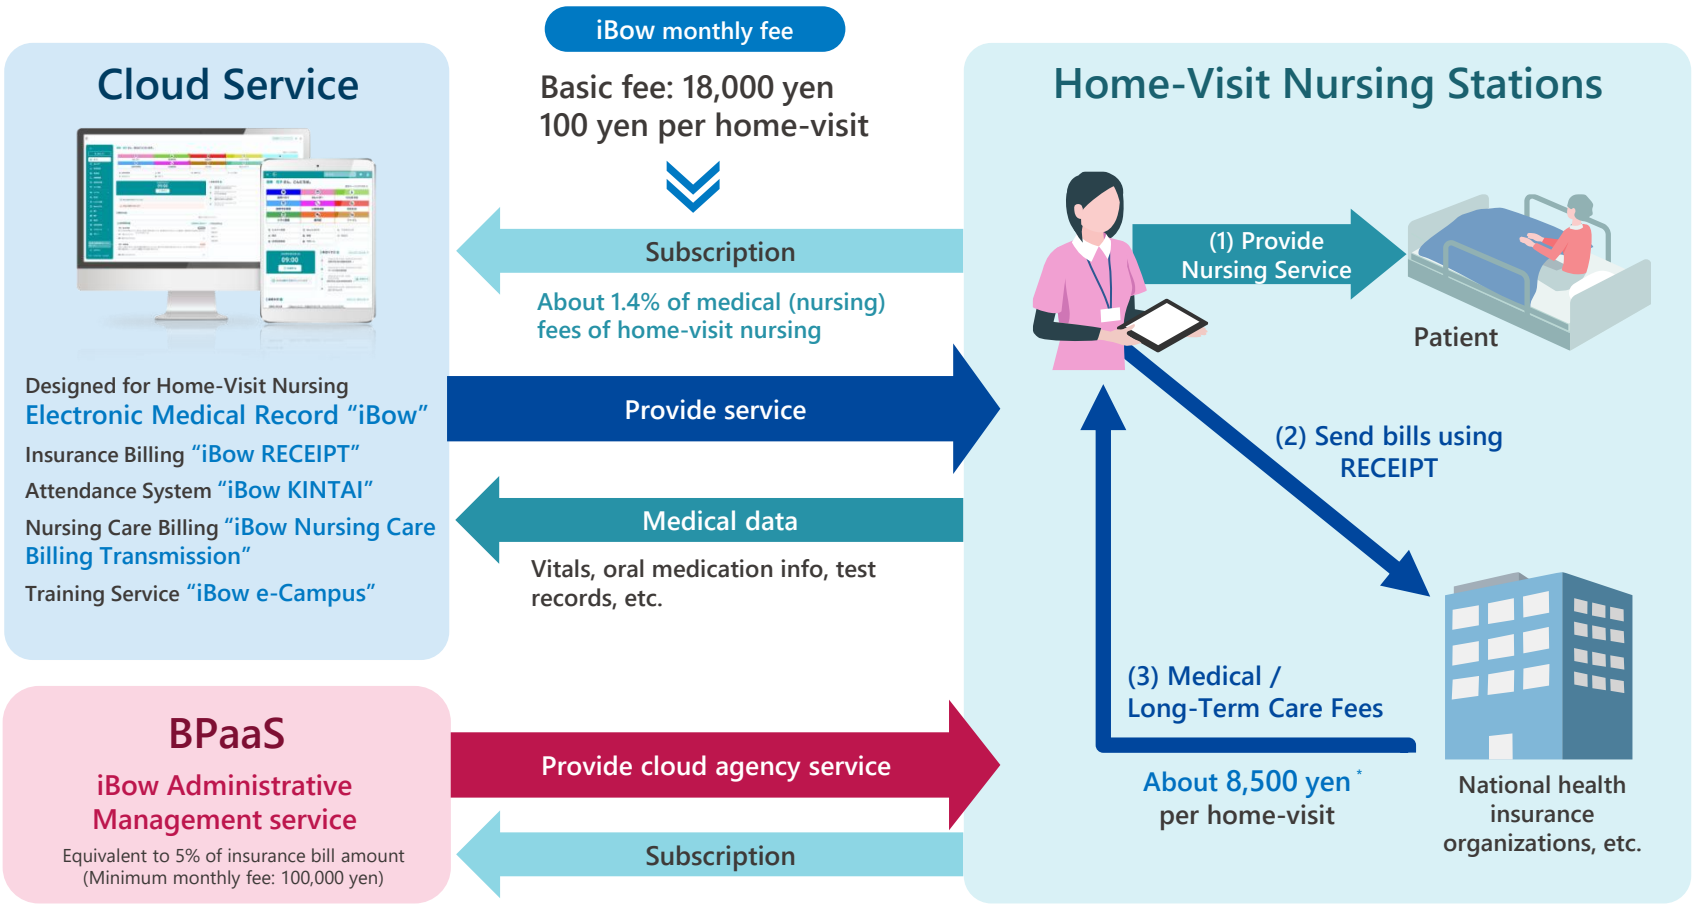 iBow monthly fee
Basic fee: 18,000 yen
100 yen per home-visit
Cloud Service
09:00
09:00
Designed for Home-Visit Nursing
Electronic Medical Record “iBow”
Insurance Billing “iBow RECEIPT”
Attendance System “iBow KINTAI”
Nursing Care Billing “iBow Nursing Care
Billing Transmission”
Training Service “iBow e-Campus”
BPaaS
iBow Administrative
Management service
Equivalent to 5% of insurance bill amount
(Minimum monthly fee: 100,000 yen)
Subscription
About 1.4% of medical (nursing)
fees of home-visit nursing
Provide service
Medical data
Vitals, oral medication info, test
records, etc.
Provide cloud agency service
Subscription
Home-Visit Nursing Stations
(1) Provide
Nursing Service
Patient
(2) Send bills using
RECEIPT
(3) Medical /
Long-Term Care Fees
About 8,500 yen *
per home-visit
National health
insurance
organizations, etc.